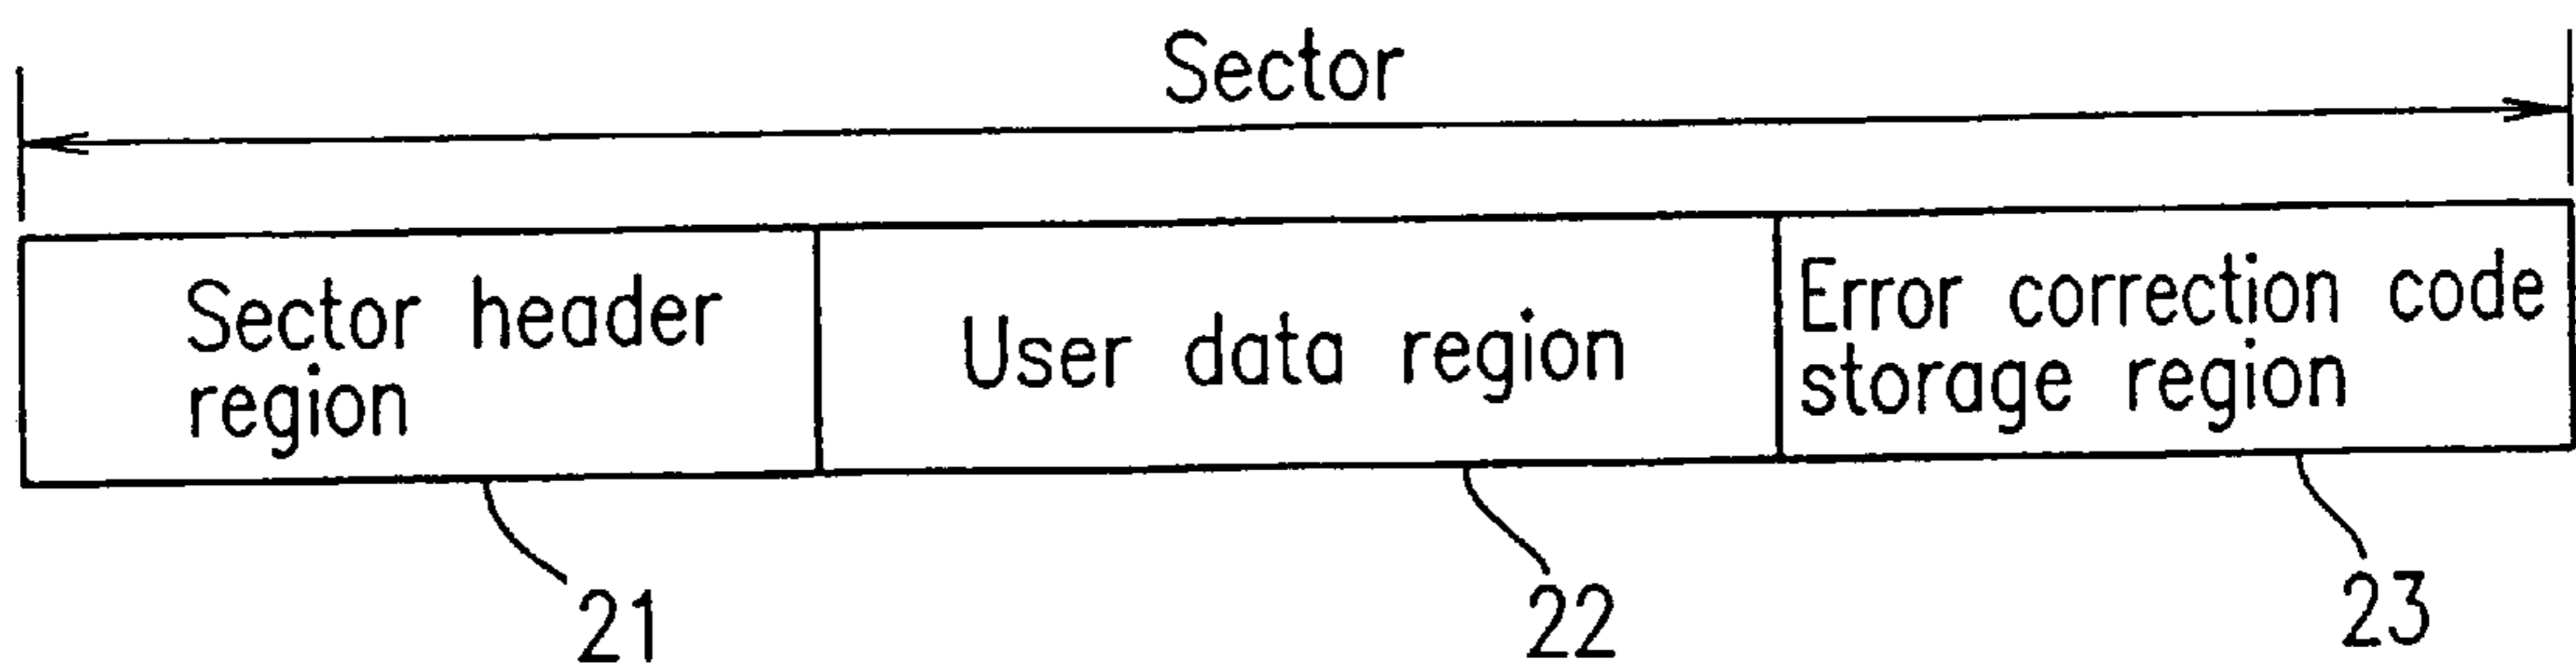 Sector
Sector header
region
User data region
Error correction code
storage region
21
22
23